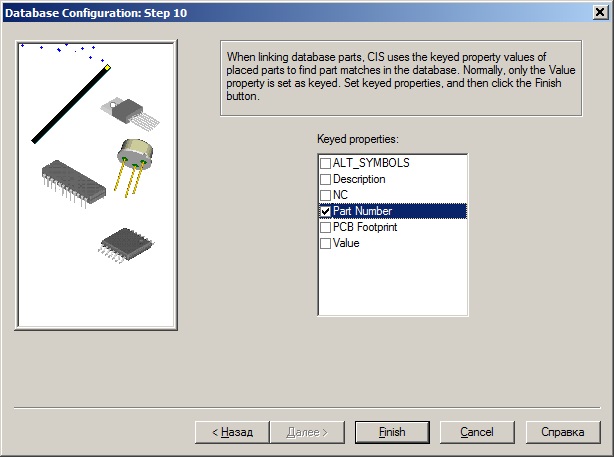 Database Configuration: Step 10
When linking database parts, CIS uses the keyed property values of
placed parts to find part matches in the database. Normally, only the Value
property is set as keyed. Set keyed properties, and then click the Finish
button.
Keyed properties:
ALT_SYMBOLS
Description
NC
Part Number
PCB Footprint
Value
< Назад
Далее >
Finish
Cancel
Справка